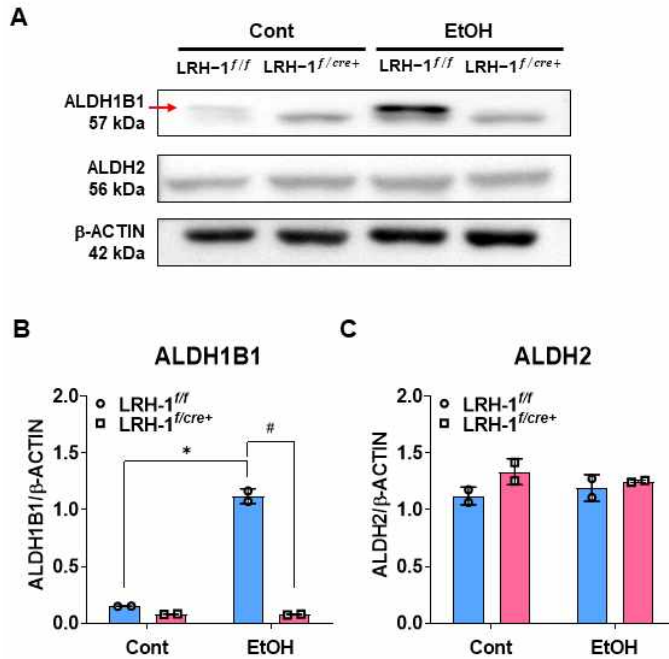 A
Cont EtOH
LRH−1f/f LRH−1f/cre+ LRH−1f/f LRH−1f/cre+
ALDH1B1
57 kDa
ALDH2
56 kDa
β-ACTIN
42 kDa
B
ALDH1B1
ALDH1B1/β-ACTIN
2.0
1.5
1.0
0.5
0.0
LRH-1f/f
LRH-1f/cre+
*
#
Cont EtOH
C
ALDH2
ALDH2/β-ACTIN
2.0
1.5
1.0
0.5
0.0
LRH-1f/f
LRH-1f/cre+
Cont EtOH